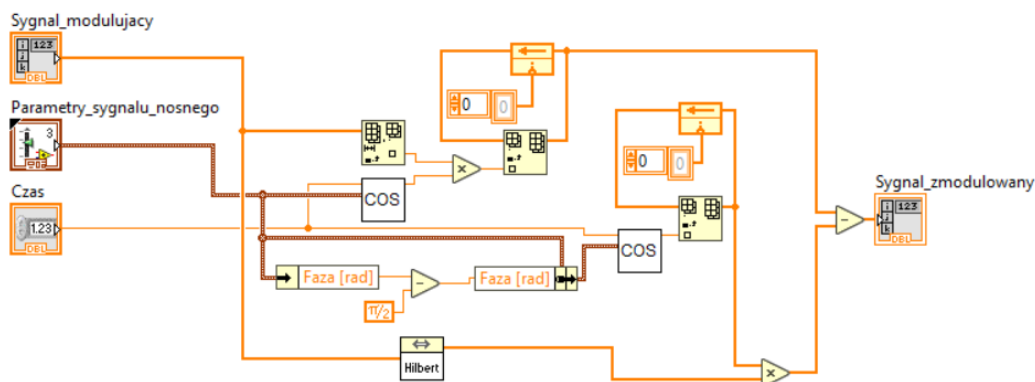 Sygnal_modulujacy
i
j
k
123
DBL
Parametry_sygnalu_nosnego
3
Czas
1.23
DBL
i
0
0
x
COS
i
0
0
COS
Sygnal_zmodulowany
i
j
k
123
DBL
−
Faza [rad]
−
Faza [rad]
π/2
Hilbert
x